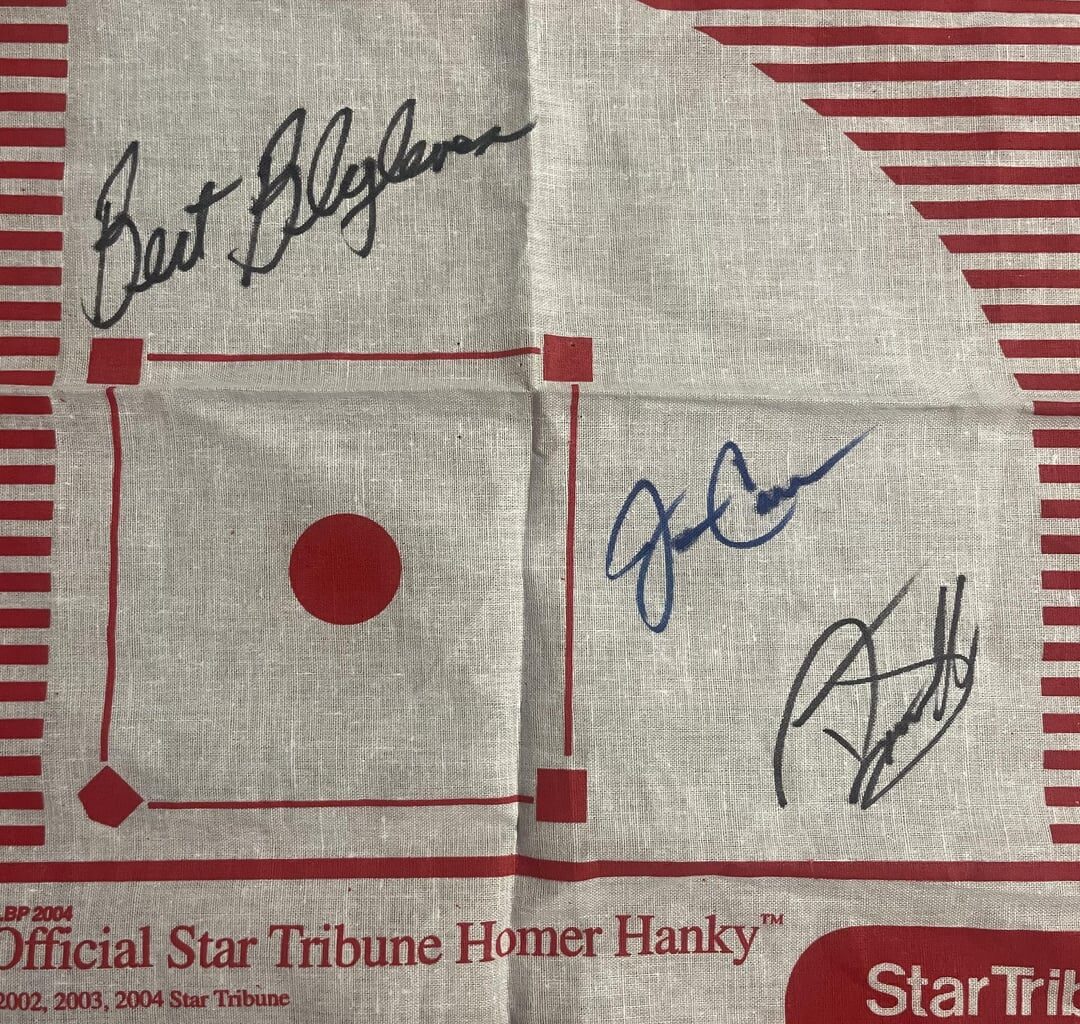 Bert Blyleven
LBP 2004
Official Star Tribune Homer Hanky™
2002, 2003, 2004 Star Tribune
Star Trib